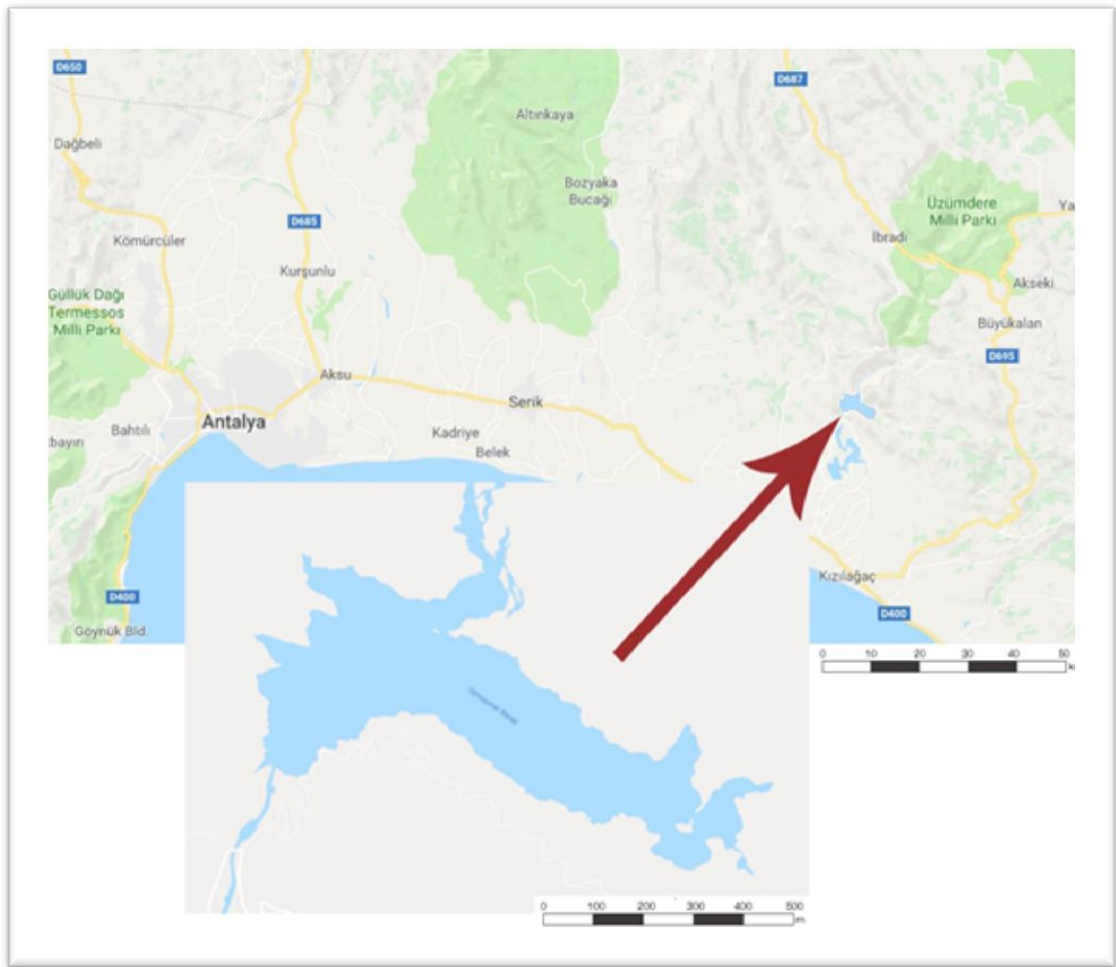 D650
D687
Altınkaya
Dağbeli
Bozyaka
Bucağı
Üzümdere
Milli Parkı
Ya
D685
Kömürcüler
İbradı
Kurşunlu
Akseki
Güllük Dağı
Termessos
Milli Parkı
Büyükalan
D695
Aksu
Serik
Antalya
Bahtılı
Kadriye
bayırı
Belek
Kızılağaç
D400
D400
Göynük Bld.
0 10 20 30 40 50
0 100 200 300 400 500
m